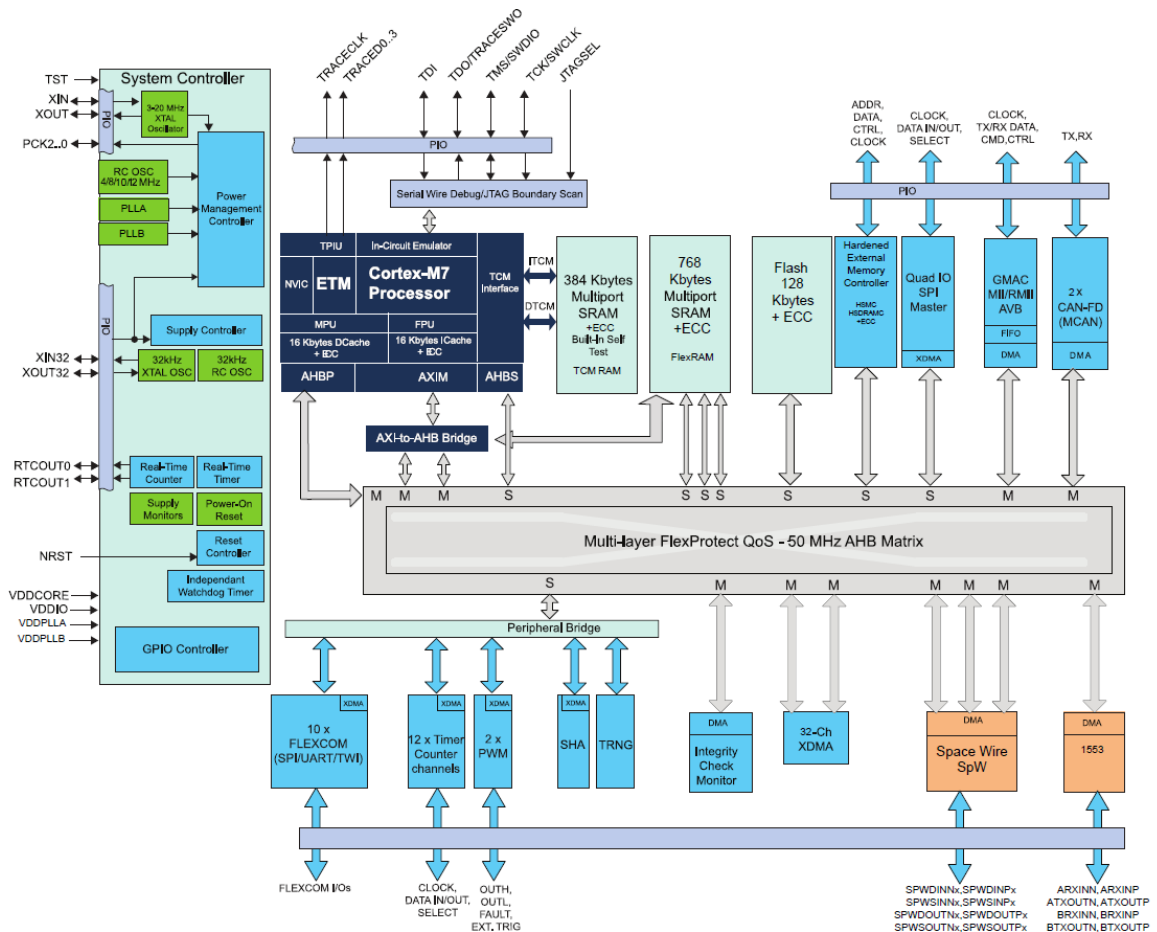 TRACECLK
TRACED0..3
TDI
TDO/TRACESWO
TMS/SWDIO
TCK/SWCLK
JTAGSEL
TST
XIN
XOUT
PCK2..0
XIN32
XOUT32
RTCOUT0
RTCOUT1
NRST
VDDCORE
VDDIO
VDDPLLA
VDDPLLB
System Controller
PIO
3-20 MHz
XTAL
Oscillator
RC OSC
4/8/10/12 MHz
PLLA
PLLB
Power
Management
Controller
PIO
Supply Controller
32kHz
XTAL OSC
32kHz
RC OSC
Real-Time
Counter
Real-Time
Timer
Supply
Monitors
Power-On
Reset
Reset
Controller
Independant
Watchdog Timer
GPIO Controller
PIO
Serial Wire Debug/JTAG Boundary Scan
TPIU
In-Circuit Emulator
NVIC
ETM
Cortex-M7
Processor
TCM
Interface
MPU
FPU
16 Kbytes DCache
+ ECC
16 Kbytes ICache
+ ECC
AHBP
AXIM
AHBS
ITCM
DTCM
384 Kbytes
Multiport
SRAM
+ECC
Built-In Self
Test
TCM RAM
768
Kbytes
Multiport
SRAM
+ECC
FlexRAM
Flash
128
Kbytes
+ ECC
ADDR,
DATA,
CTRL,
CLOCK
CLOCK,
DATA IN/OUT,
SELECT
CLOCK,
TX/RX DATA,
CMD,CTRL
TX,RX
PIO
Hardened
External
Memory
Controller
HSMC
HSDRAMC
+ECC
Quad IO
SPI
Master
XDMA
GMAC
MII/RMII
AVB
FIFO
DMA
2 X
CAN-FD
(MCAN)
DMA
AXI-to-AHB Bridge
M M M S S S S S S S M M
Multi-layer FlexProtect QoS - 50 MHz AHB Matrix
S M M M M M M M
Peripheral Bridge
XDMA
10 x
FLEXCOM
(SPI/UART/TWI)
XDMA
12 x Timer
Counter
channels
XDMA
2 x
PWM
XDMA
SHA
TRNG
DMA
Integrity
Check
Monitor
32-Ch
XDMA
DMA
Space Wire
SpW
DMA
1553
FLEXCOM I/Os
CLOCK,
DATA IN/OUT,
SELECT
OUTH,
OUTL,
FAULT,
EXT. TRIG
SPWDINNx,SPWDINPx
SPWSINNx,SPWSINPx
SPWDOUTNx,SPWDOUTPx
SPWSOUTNx,SPWSOUTPx
ARXINN, ARXINP
ATXOUTN, ATXOUTP
BRXINN, BRXINP
BTXOUTN, BTXOUTP